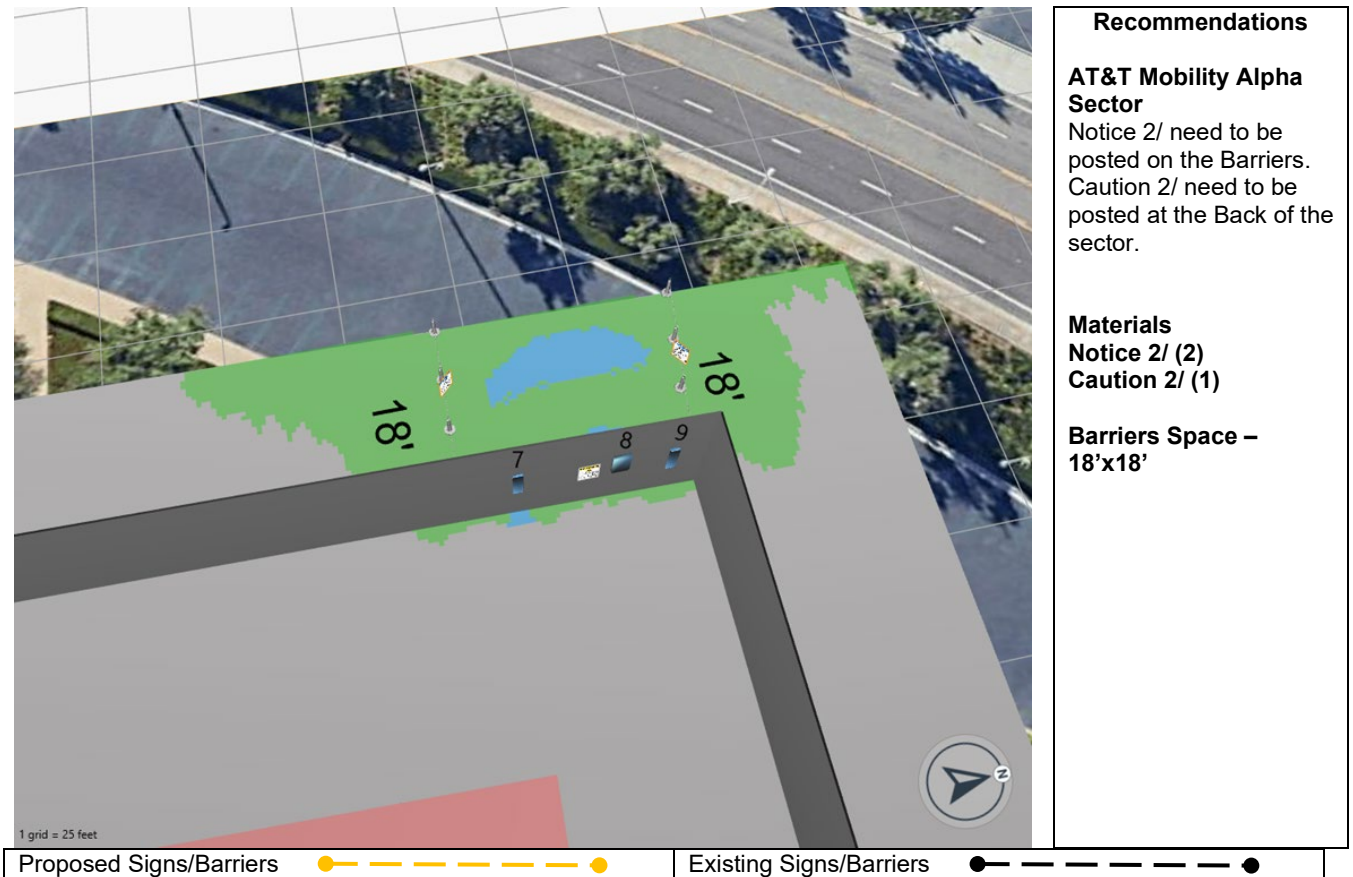 Recommendations
AT&T Mobility Alpha
Sector
Notice 2/ need to be
posted on the Barriers.
Caution 2/ need to be
posted at the Back of the
sector.
Materials
Notice 2/ (2)
Caution 2/ (1)
Barriers Space –
18’x18’
18'
18'
7
8
9
N
1 grid = 25 feet
Proposed Signs/Barriers
Existing Signs/Barriers